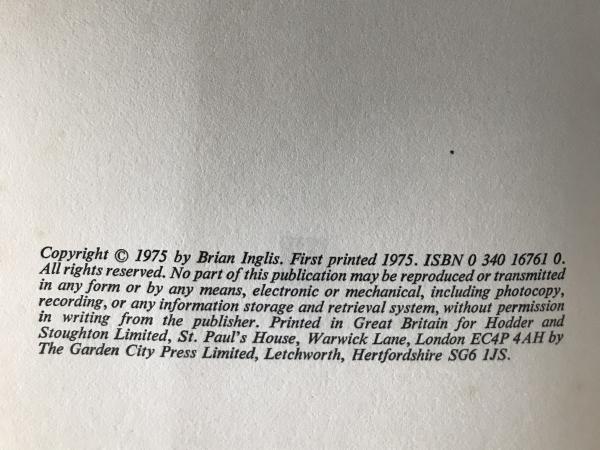 Copyright © 1975 by Brian Inglis. First printed 1975. ISBN 0 340 16761 0.
All rights reserved. No part of this publication may be reproduced or transmitted
in any form or by any means, electronic or mechanical, including photocopy,
recording, or any information storage and retrieval system, without permission
in writing from the publisher. Printed in Great Britain for Hodder and
Stoughton Limited, St. Paul's House, Warwick Lane, London EC4P 4AH by
The Garden City Press Limited, Letchworth, Hertfordshire SG6 1JS.